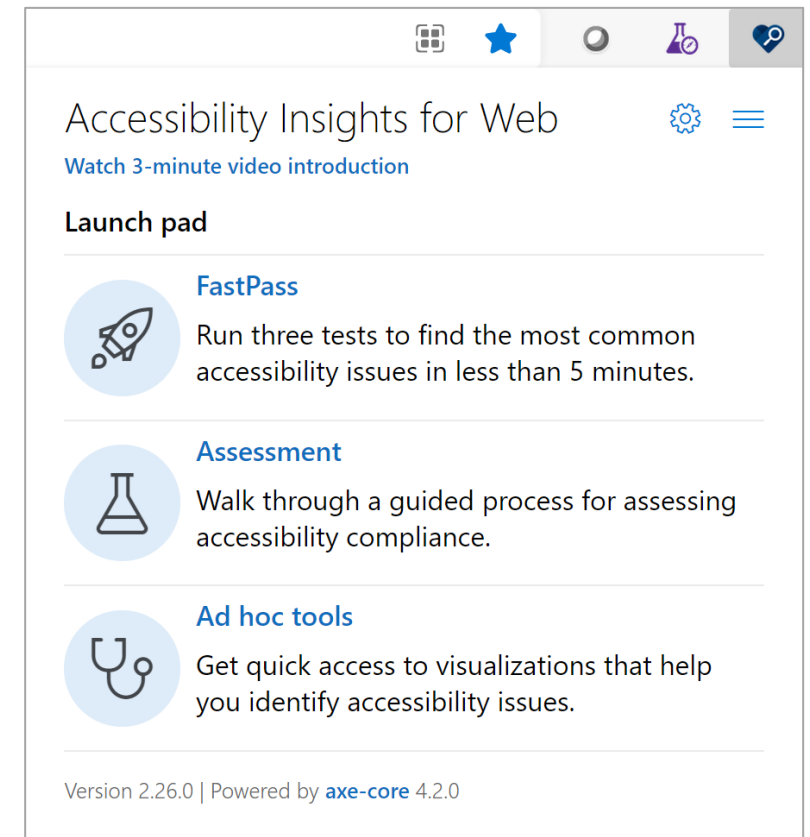 Accessibility Insights for Web
Watch 3-minute video introduction
Launch pad
FastPass
Run three tests to find the most common
accessibility issues in less than 5 minutes.
Assessment
Walk through a guided process for assessing
accessibility compliance.
Ad hoc tools
Get quick access to visualizations that help
you identify accessibility issues.
Version 2.26.0 | Powered by axe-core 4.2.0